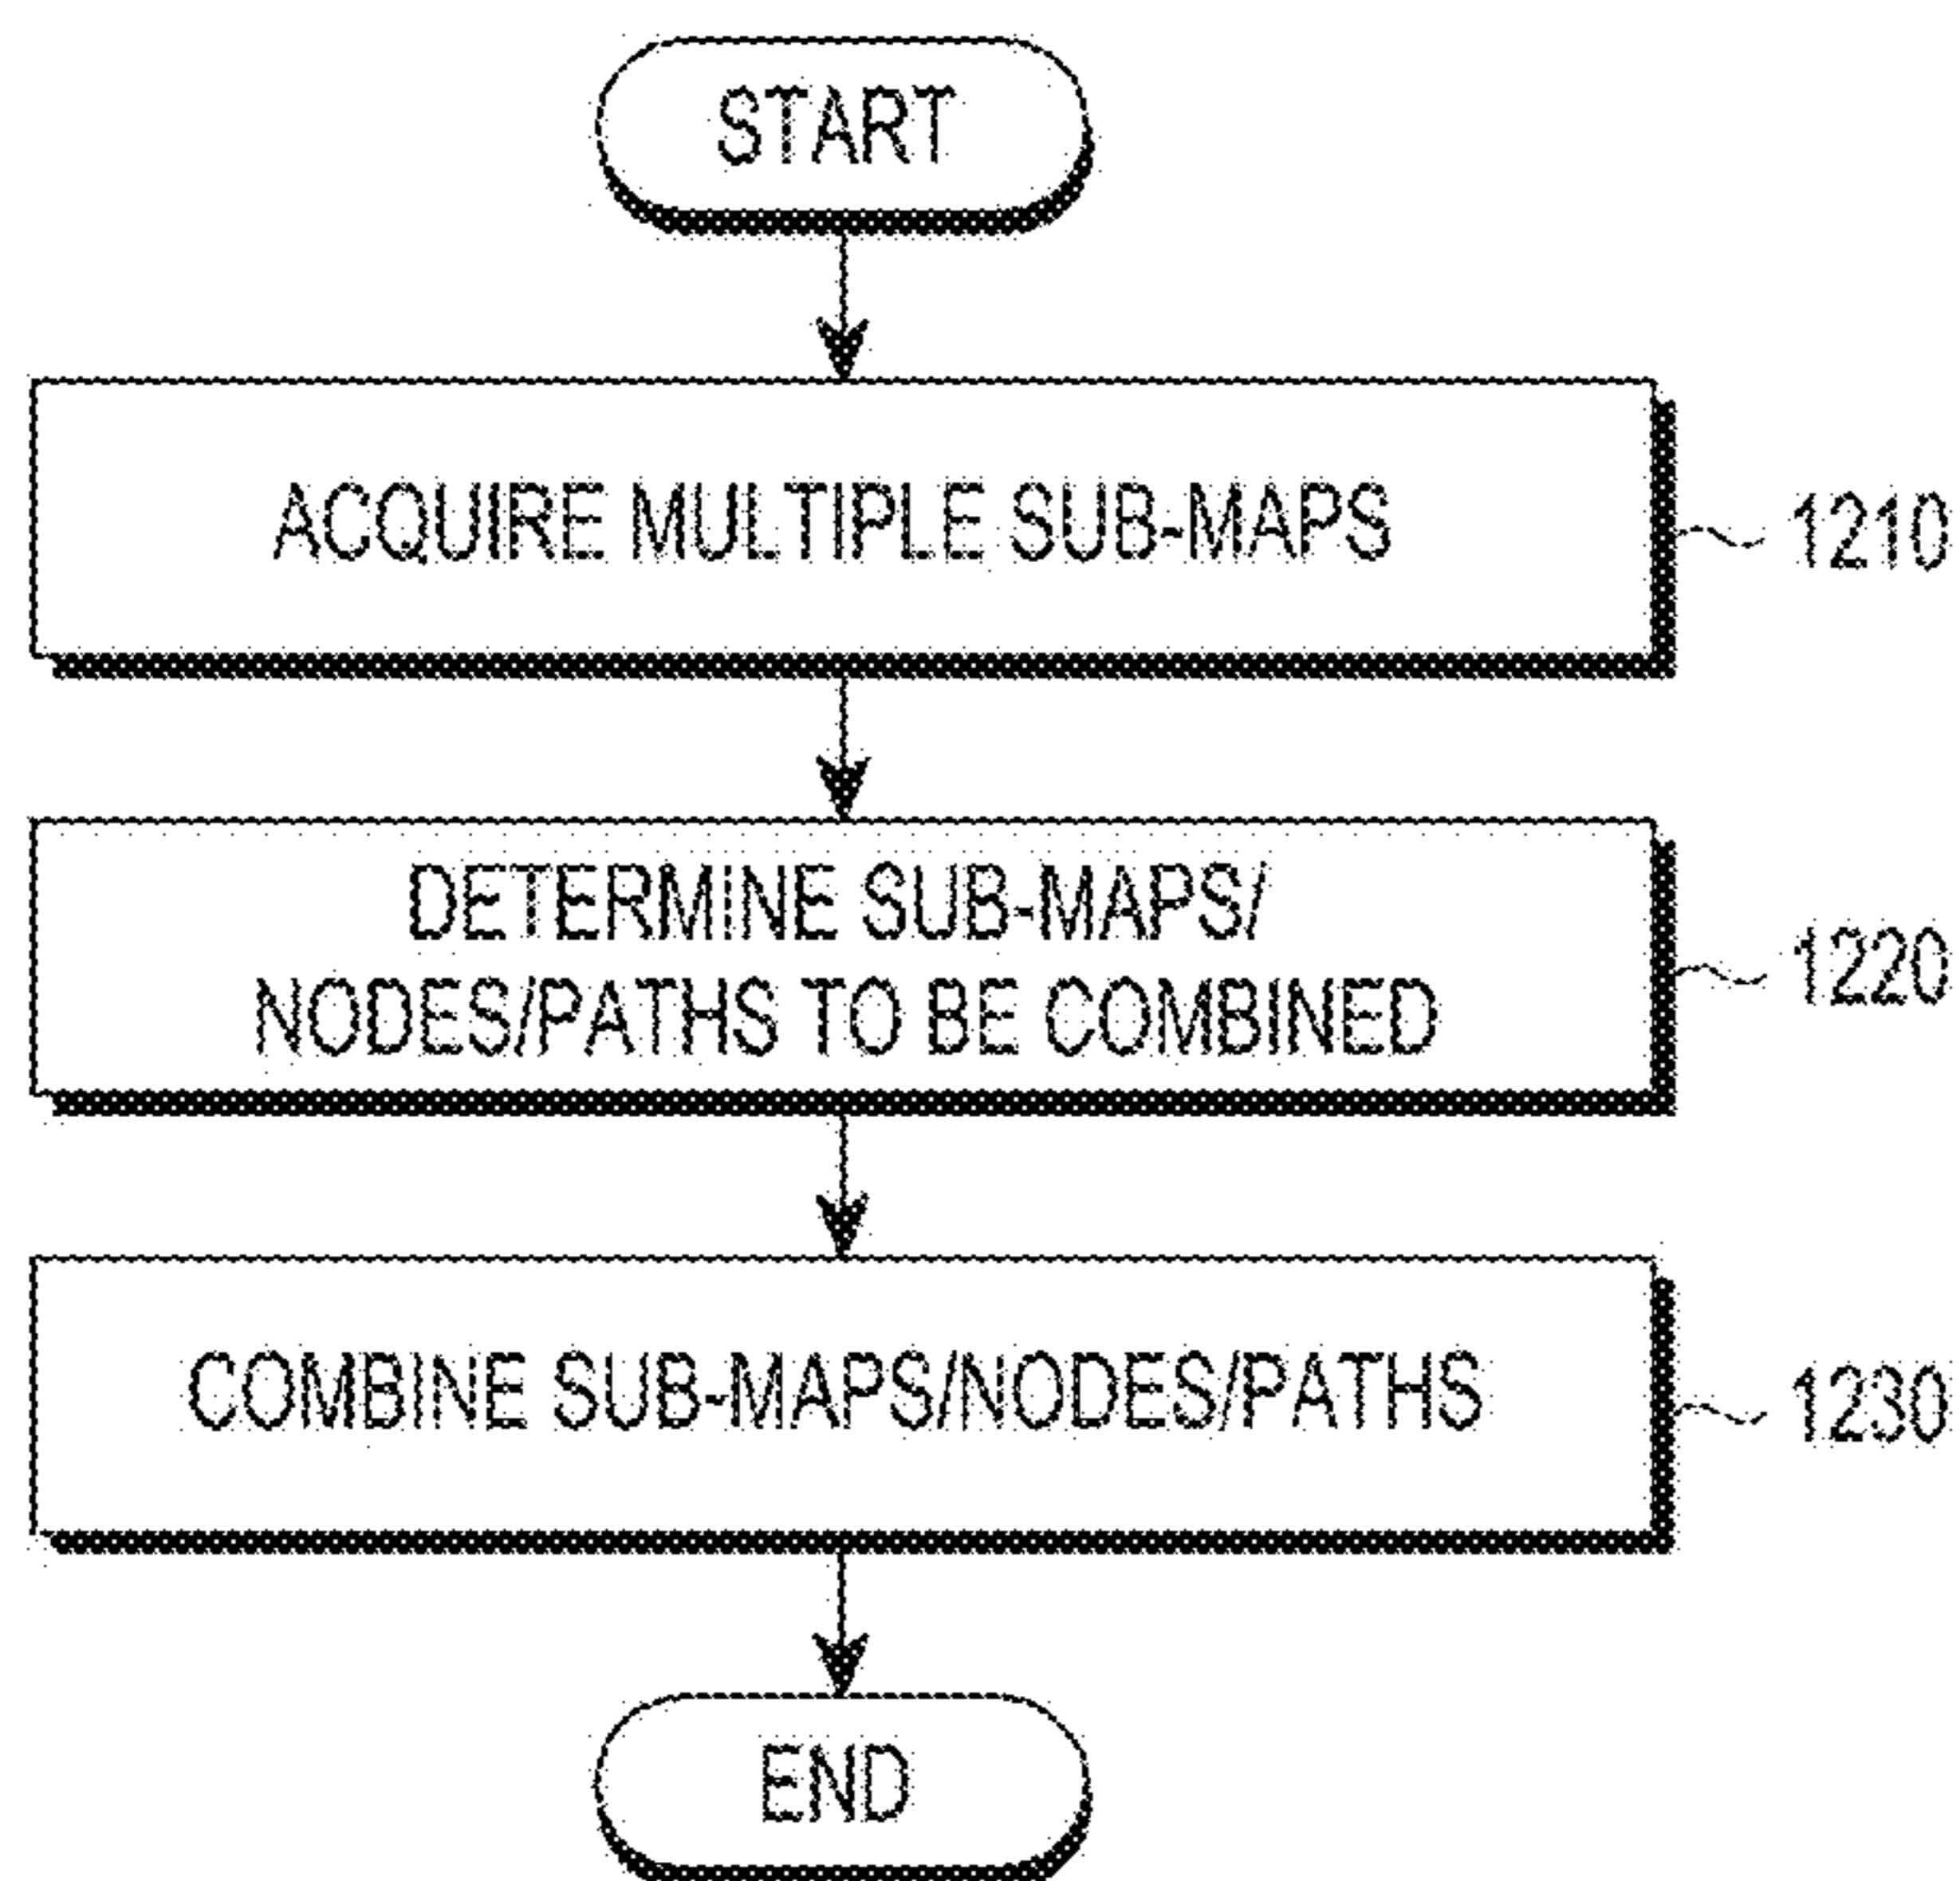 START
ACQUIRE MULTIPLE SUB-MAPS
1210
DETERMINE SUB-MAPS/
NODES/PATHS TO BE COMBINED
1220
COMBINE SUB-MAPS/NODES/PATHS
1230
END